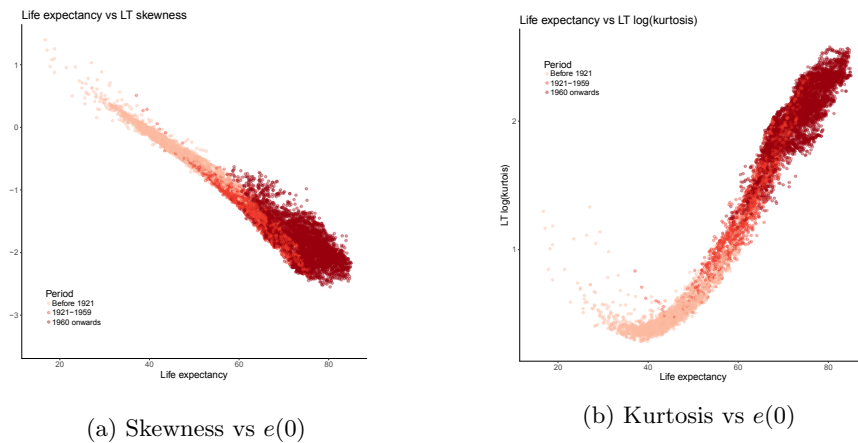 Life expectancy vs LT skewness
1
0
−1
−2
−3
Period
Before 1921
1921−1959
1960 onwards
20
40
60
80
Life expectancy
(a) Skewness vs e(0)
Life expectancy vs LT log(kurtosis)
Period
Before 1921
1921−1959
1960 onwards
2
1
LT log(kurtois)
20
40
60
80
Life expectancy
(b) Kurtosis vs e(0)